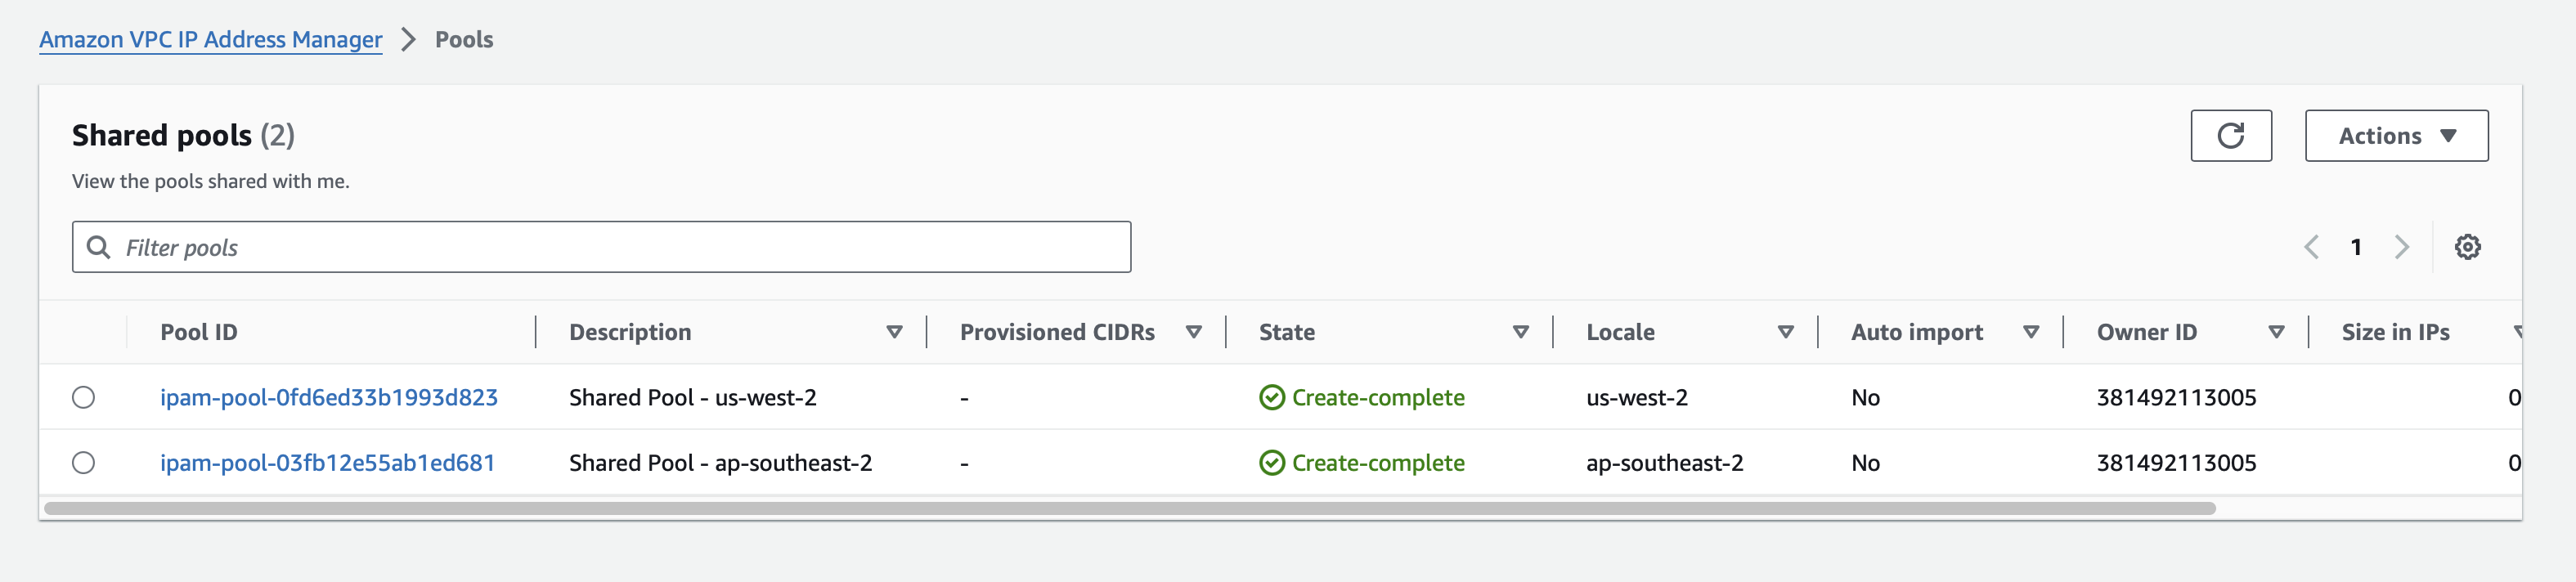 Amazon VPC IP Address Manager > Pools
Shared pools (2)
Actions
View the pools shared with me.
Filter pools
1
Pool ID Description Provisioned CIDRs State Locale Auto import Owner ID Size in IPs
ipam-pool-0fd6ed33b1993d823 Shared Pool - us-west-2 - Create-complete us-west-2 No 381492113005 0
ipam-pool-03fb12e55ab1ed681 Shared Pool - ap-southeast-2 - Create-complete ap-southeast-2 No 381492113005 0